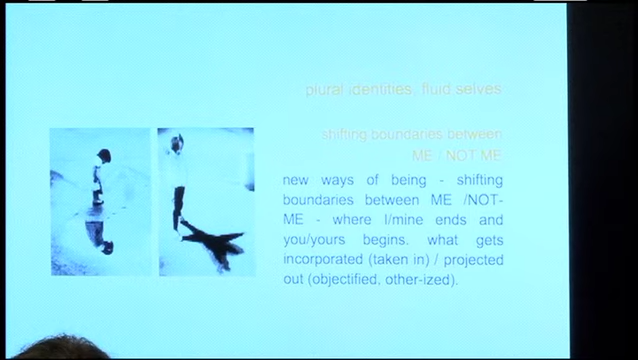 plural identities, fluid selves
shifting boundaries between
ME / NOT ME
new ways of being - shifting
boundaries between ME /NOT-
ME - where I/mine ends and
you/yours begins. what gets
incorporated (taken in) / projected
out (objectified, other-ized).